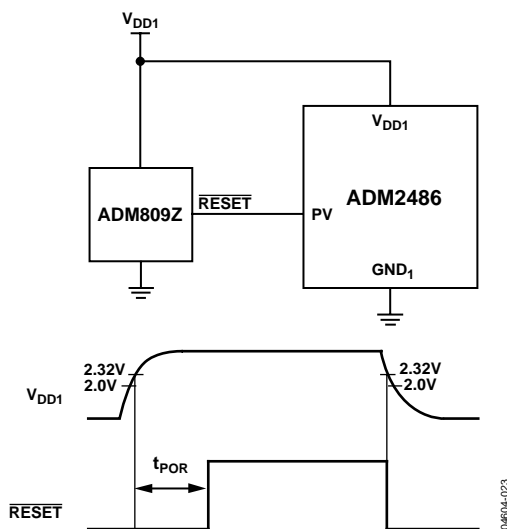 VDD1
VDD1
ADM809Z
RESET
PV
ADM2486
GND1
2.32V
2.0V
2.32V
2.0V
VDD1
tPOR
RESET
04604-023